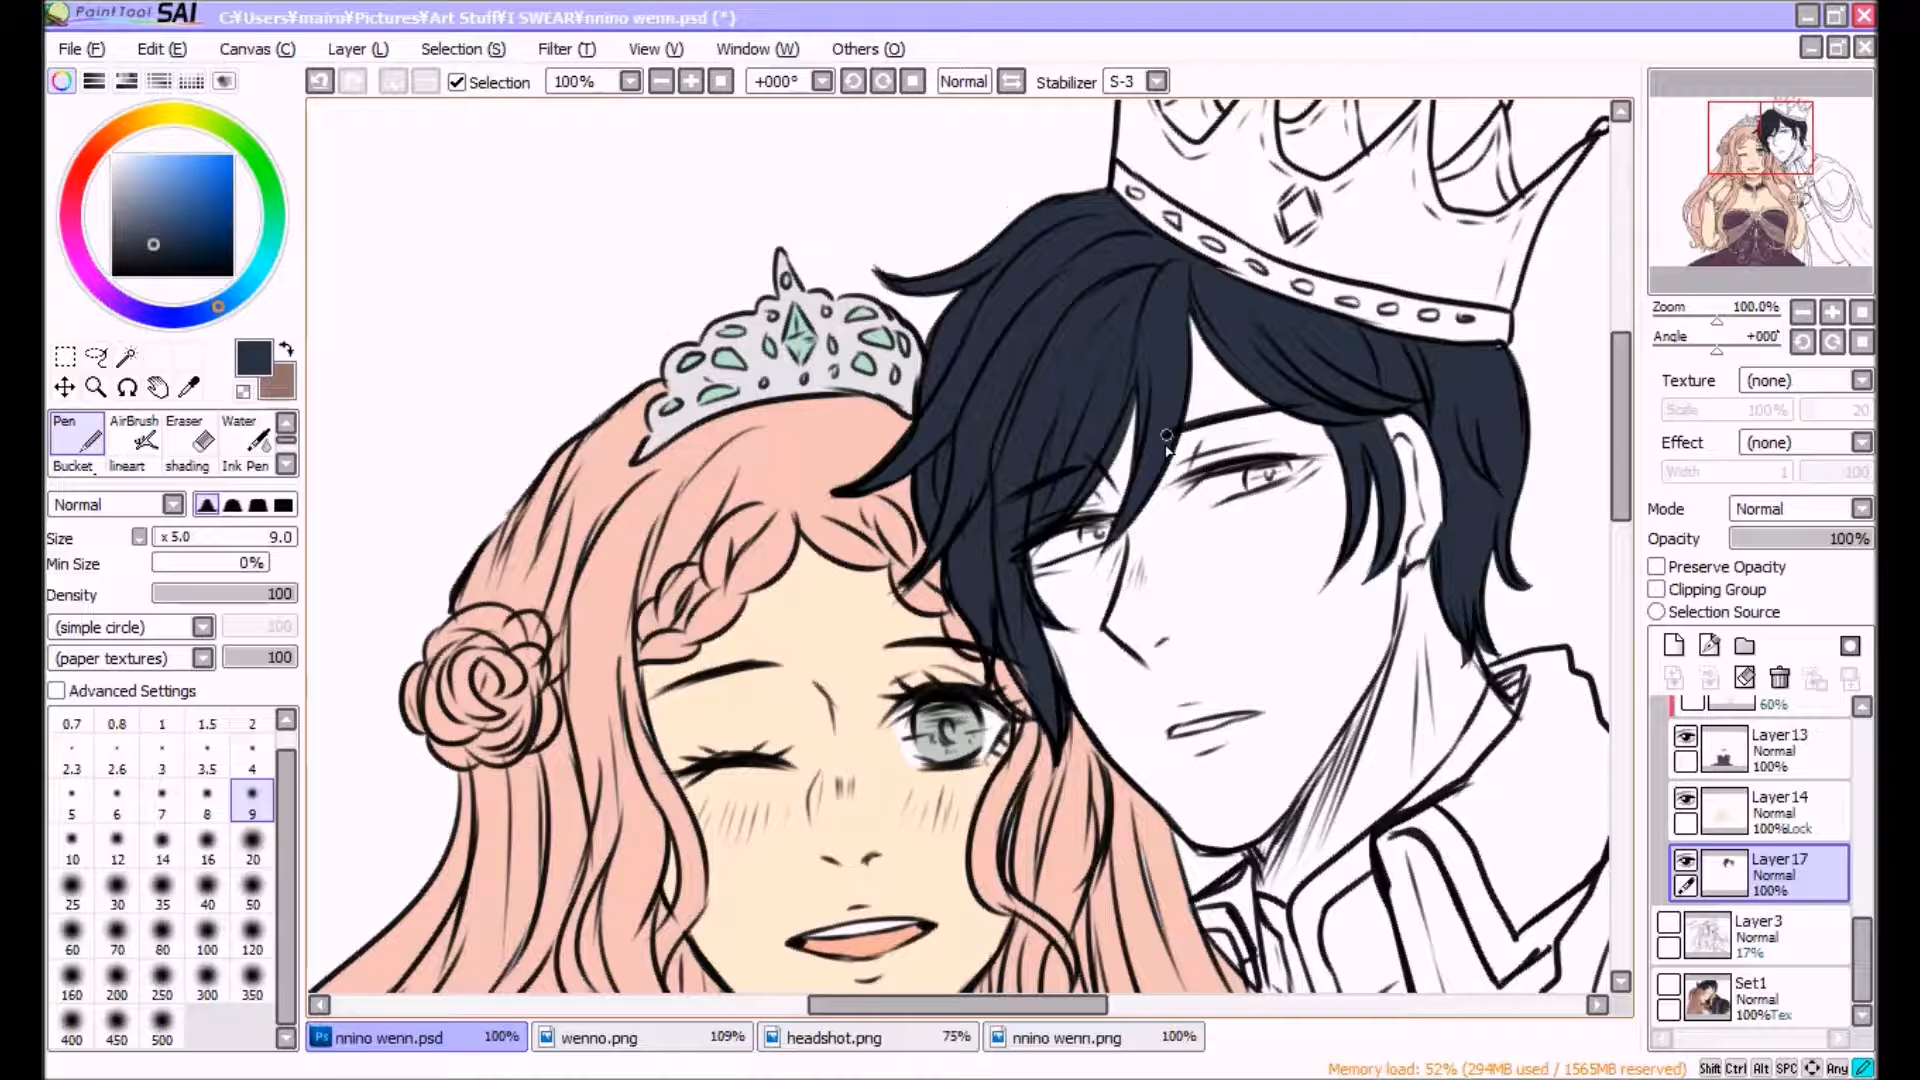 PaintTool SAI C:¥Users¥mairu¥Pictures¥Art Stuff¥I SWEAR¥nnino wenn.psd (*)
File (F) Edit (E) Canvas (C) Layer (L) Selection (S) Filter (T) View (V) Window (W) Others (O)
Selection 100% +000° Normal Stabilizer S-3
Zoom 100.0%
Angle +000°
Texture (none)
Scale 100% 20
Effect (none)
Width 1 100
Mode Normal
Opacity 100%
Preserve Opacity
Clipping Group
Selection Source
Pen AirBrush Eraser Water
Bucket lineart shading Ink Pen
Normal
Size x 5.0 9.0
Min Size 0%
Density 100
(simple circle) 100
(paper textures) 100
Advanced Settings
0.7 0.8 1 1.5 2
2.3 2.6 3 3.5 4
5 6 7 8 9
10 12 14 16 20
25 30 35 40 50
60 70 80 100 120
160 200 250 300 350
400 450 500
60%
Layer13
Normal
100%
Layer14
Normal
100%Lock
Layer17
Normal
100%
Layer3
Normal
17%
Set1
Normal
100%Tex
Ps nnino wenn.psd 100% wenno.png 109% headshot.png 75% nnino wenn.png 100%
Memory load: 52% (294MB used / 1565MB reserved) Shift Ctrl Alt SPC Any